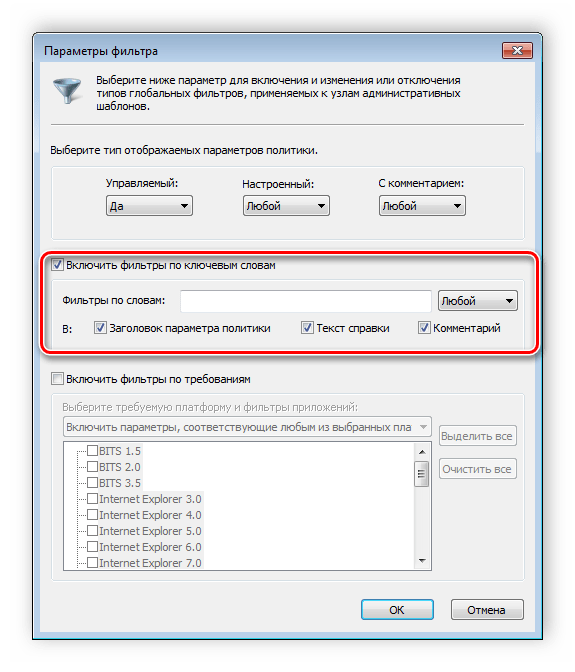 Параметры фильтра
Выберите ниже параметр для включения и изменения или отключения
типов глобальных фильтров, применяемых к узлам административных
шаблонов.
Выберите тип отображаемых параметров политики.
Управляемый: Настроенный: С комментарием:
Да Любой Любой
Включить фильтры по ключевым словам
Фильтры по словам: Любой
В: Заголовок параметра политики Текст справки Комментарий
Включить фильтры по требованиям
Выберите требуемую платформу и фильтры приложений:
Включить параметры, соответствующие любым из выбранных пла
Выделить все
BITS 1.5
BITS 2.0
Очистить все
BITS 3.5
Internet Explorer 3.0
Internet Explorer 4.0
Internet Explorer 5.0
Internet Explorer 6.0
Internet Explorer 7.0
ОК Отмена